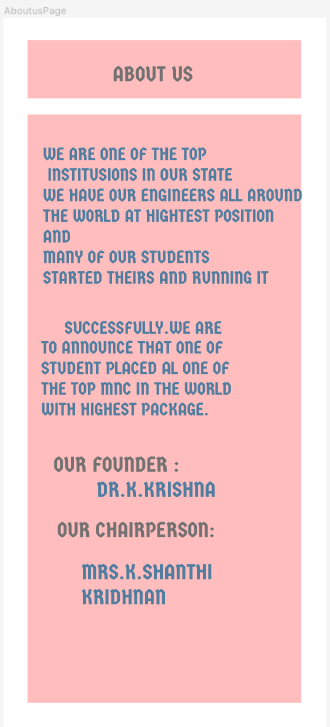 AboutusPage
ABOUT US
WE ARE ONE OF THE TOP
INSTITUSIONS IN OUR STATE
WE HAVE OUR ENGINEERS ALL AROUND
THE WORLD AT HIGHTEST POSITION
AND
MANY OF OUR STUDENTS
STARTED THEIRS AND RUNNING IT
SUCCESSFULLY.WE ARE
TO ANNOUNCE THAT ONE OF
STUDENT PLACED AL ONE OF
THE TOP MNC IN THE WORLD
WITH HIGHEST PACKAGE.
OUR FOUNDER :
DR.K.KRISHNA
OUR CHAIRPERSON:
MRS.K.SHANTHI
KRIDHNAN